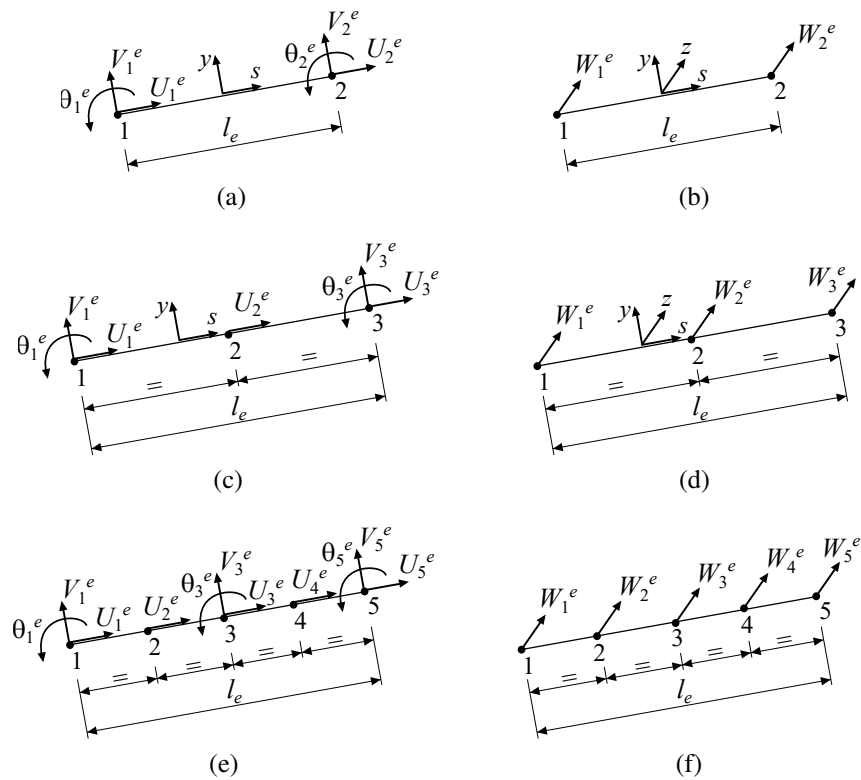 V₁ᵉ θ₁ᵉ U₁ᵉ 1 y s V₂ᵉ θ₂ᵉ U₂ᵉ 2
lₑ
(a)
W₁ᵉ 1 y z s W₂ᵉ 2
lₑ
(b)
V₁ᵉ θ₁ᵉ U₁ᵉ 1 y s U₂ᵉ 2 V₃ᵉ θ₃ᵉ U₃ᵉ 3
= =
lₑ
(c)
W₁ᵉ 1 y z s W₂ᵉ 2 W₃ᵉ 3
= =
lₑ
(d)
V₁ᵉ θ₁ᵉ U₁ᵉ 1 U₂ᵉ 2 V₃ᵉ θ₃ᵉ U₃ᵉ 3 U₄ᵉ 4 V₅ᵉ θ₅ᵉ U₅ᵉ 5
= = = =
lₑ
(e)
W₁ᵉ 1 W₂ᵉ 2 W₃ᵉ 3 W₄ᵉ 4 W₅ᵉ 5
= = = =
lₑ
(f)